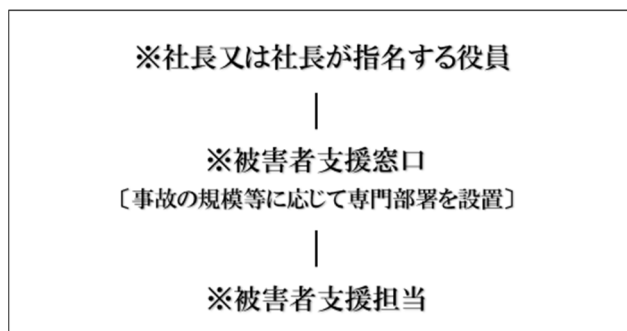 ※社長又は社長が指名する役員
※被害者支援窓口
〔事故の規模等に応じて専門部署を設置〕
※被害者支援担当